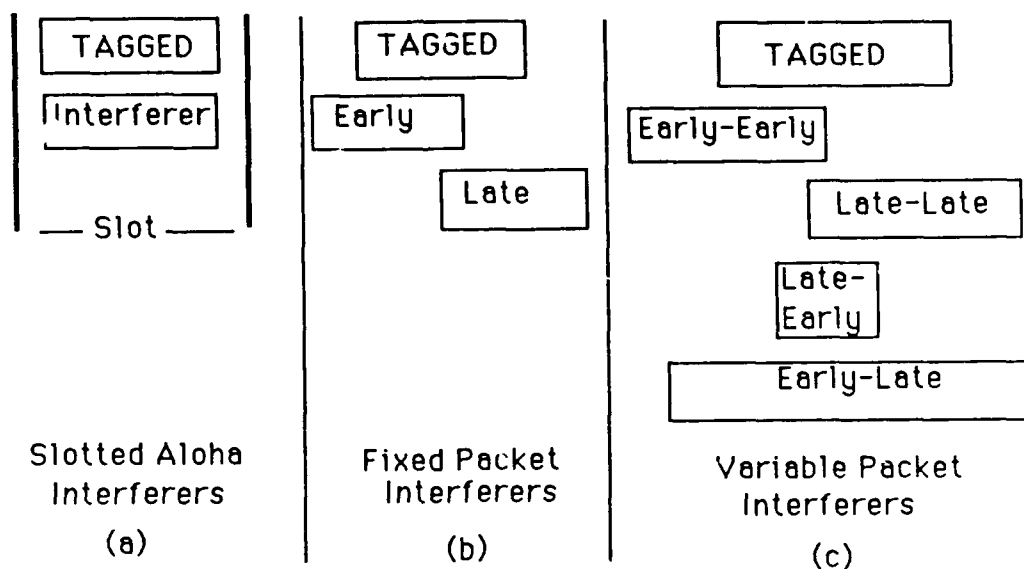 TAGGED
Interferer
Slot
Slotted Aloha
Interferers
(a)
TAGGED
Early
Late
Fixed Packet
Interferers
(b)
TAGGED
Early-Early
Late-Late
Late-
Early
Early-Late
Variable Packet
Interferers
(c)